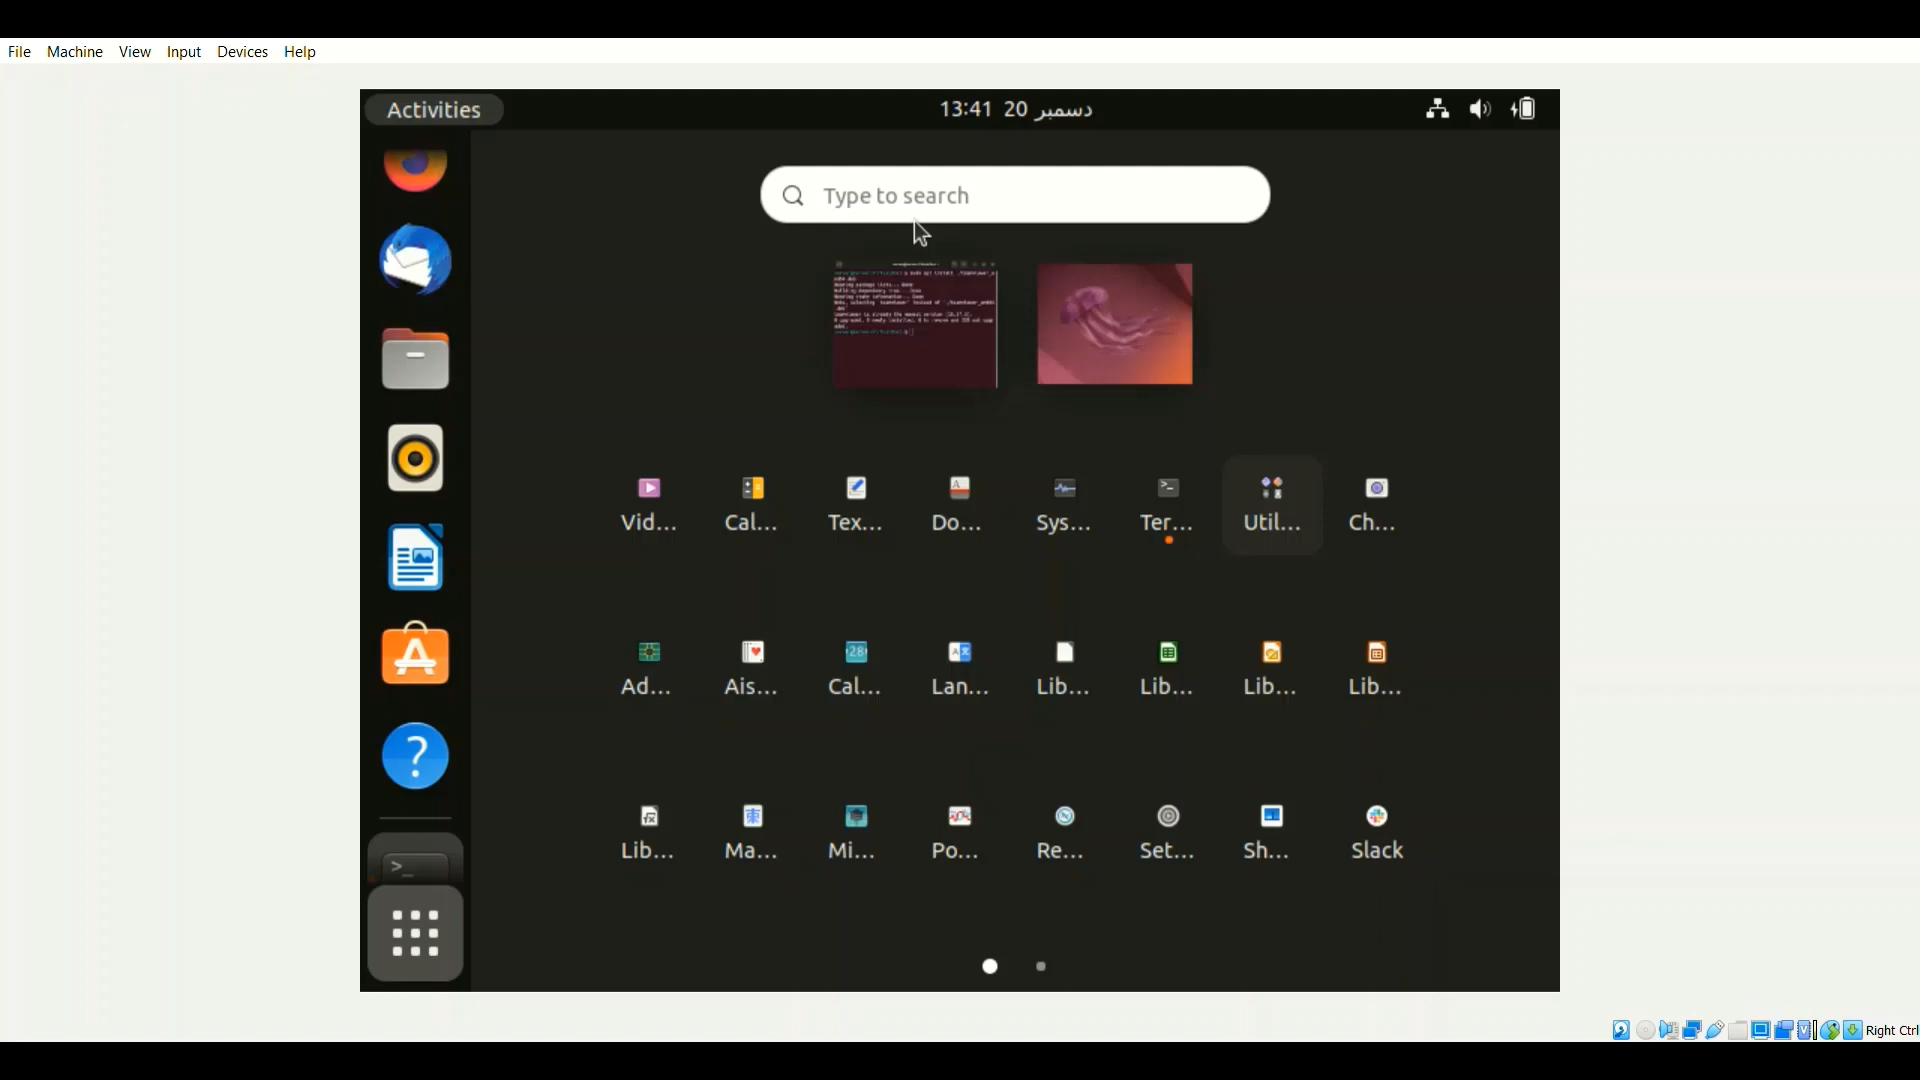 File Machine View Input Devices Help
Activities
13:41 20 دسمبر
Type to search
Vid... Cal... Tex... Do... Sys... Ter... Util... Ch...
Ad... Ais... Cal... Lan... Lib... Lib... Lib... Lib...
Lib... Ma... Mi... Po... Re... Set... Sh... Slack
Right Ctrl